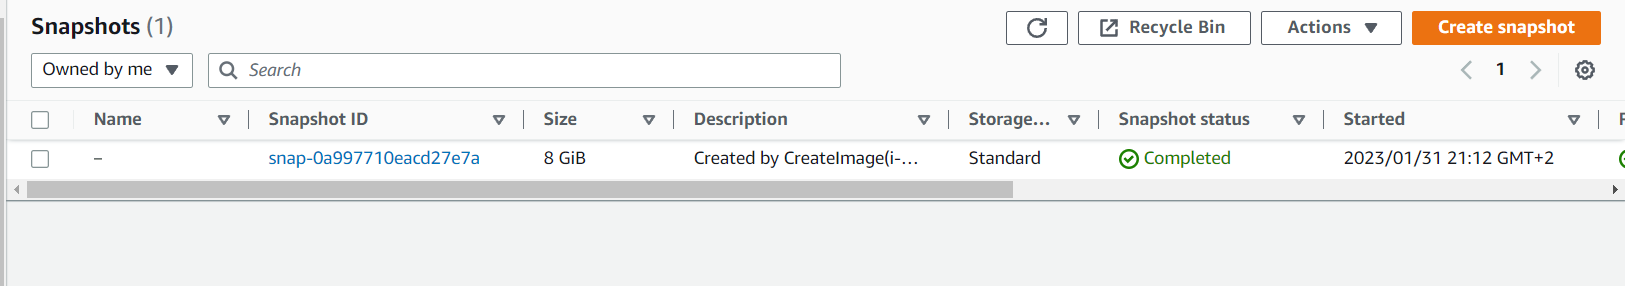 Snapshots (1)
Recycle Bin
Actions
Create snapshot
Owned by me
Search
1
Name Snapshot ID Size Description Storage... Snapshot status Started
– snap-0a997710eacd27e7a 8 GiB Created by CreateImage(i-... Standard Completed 2023/01/31 21:12 GMT+2